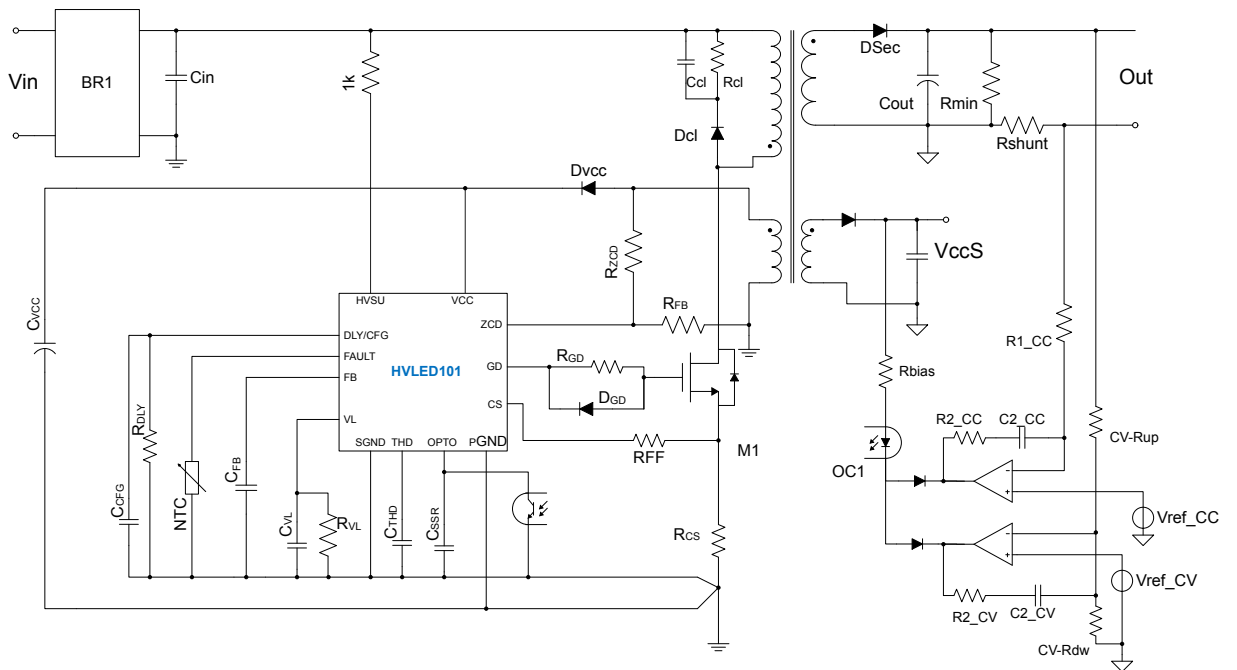 Vin
BR1
Cin
1k
Ccl
Rcl
Dcl
DSec
Cout
Rmin
Out
Rshunt
Dvcc
RZCD
VccS
CVCC
HVSU
VCC
RFB
ZCD
DLY/CFG
FAULT
FB
HVLED101
GD
CS
VL
SGND
THD
OPTO
PGND
RGD
DGD
R1_CC
Rbias
RDLY
RFF
M1
R2_CC
C2_CC
CV-Rup
OC1
CCFG
NTC
CFB
CVL
RVL
CTHD
CSSR
RCS
-
+
Vref_CC
-
+
Vref_CV
R2_CV
C2_CV
CV-Rdw